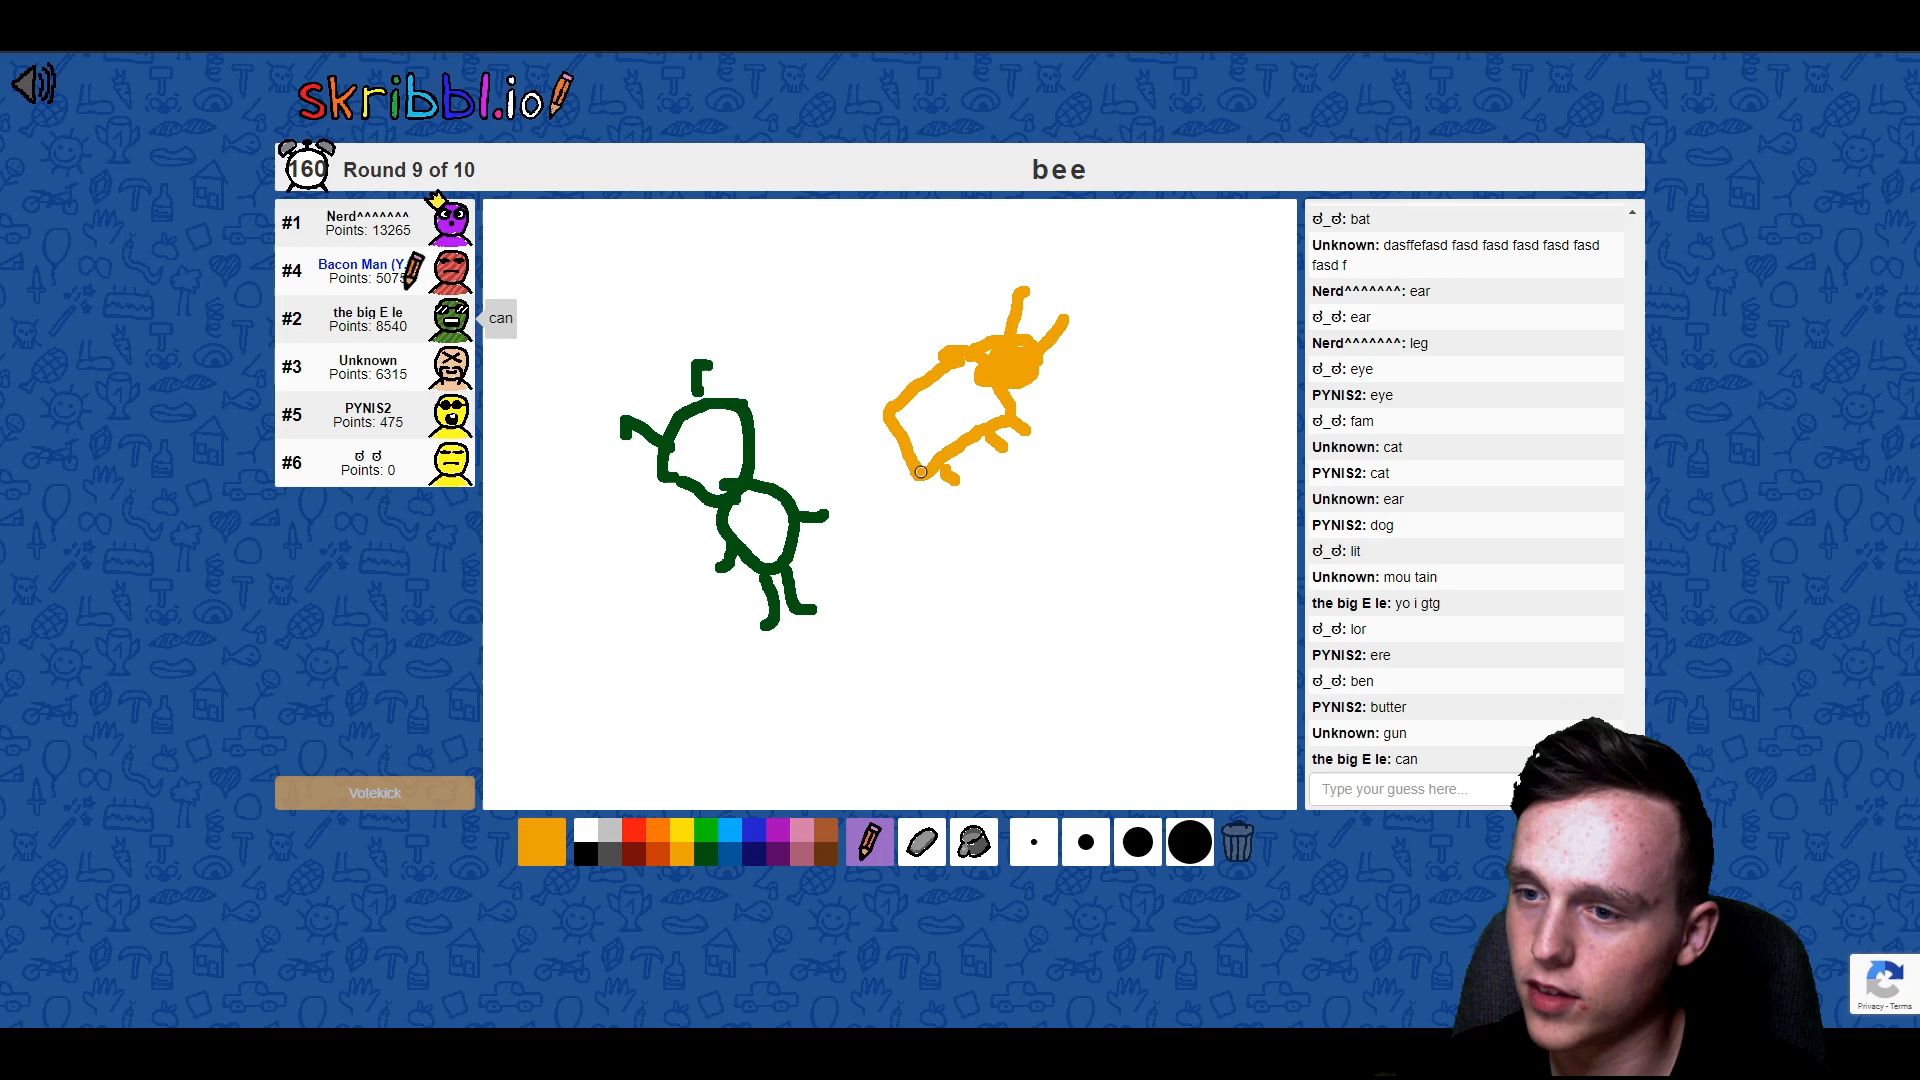 skribbl.io
160 Round 9 of 10
bee
#1 Nerd^^^^^^^
Points: 13265
#4 Bacon Man (Y
Points: 5075
#2 the big E le
Points: 8540
can
#3 Unknown
Points: 6315
#5 PYNIS2
Points: 475
#6 ಠ_ಠ
Points: 0
Votekick
ಠ_ಠ: bat
Unknown: dasffefasd fasd fasd fasd fasd fasd
fasd f
Nerd^^^^^^^: ear
ಠ_ಠ: ear
Nerd^^^^^^^: leg
ಠ_ಠ: eye
PYNIS2: eye
ಠ_ಠ: fam
Unknown: cat
PYNIS2: cat
Unknown: ear
PYNIS2: dog
ಠ_ಠ: lit
Unknown: mou tain
the big E le: yo i gtg
ಠ_ಠ: lor
PYNIS2: ere
ಠ_ಠ: ben
PYNIS2: butter
Unknown: gun
the big E le: can
Type your guess here...
Privacy - Terms